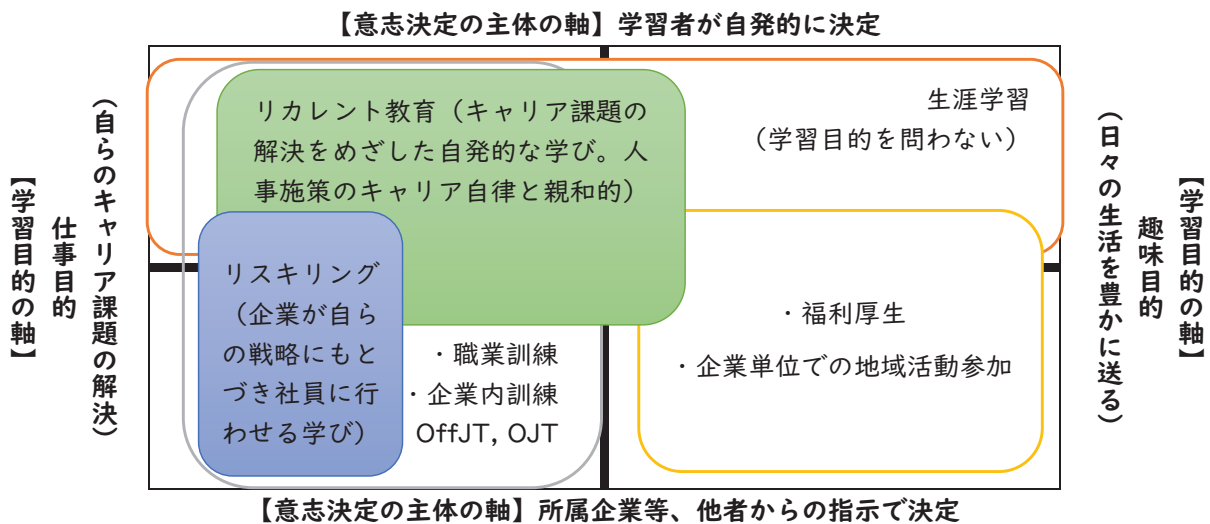 【意志決定の主体の軸】学習者が自発的に決定
【学習目的の軸】
仕事目的
（自らのキャリア課題の解決）
リカレント教育（キャリア課題の
解決をめざした自発的な学び。人
事施策のキャリア自律と親和的）
生涯学習
（学習目的を問わない）
リスキリング
（企業が自ら
の戦略にもと
づき社員に行
わせる学び）
・職業訓練
・企業内訓練
OffJT, OJT
・福利厚生
・企業単位での地域活動参加
【学習目的の軸】
趣味目的
（日々の生活を豊かに送る）
【意志決定の主体の軸】所属企業等、他者からの指示で決定